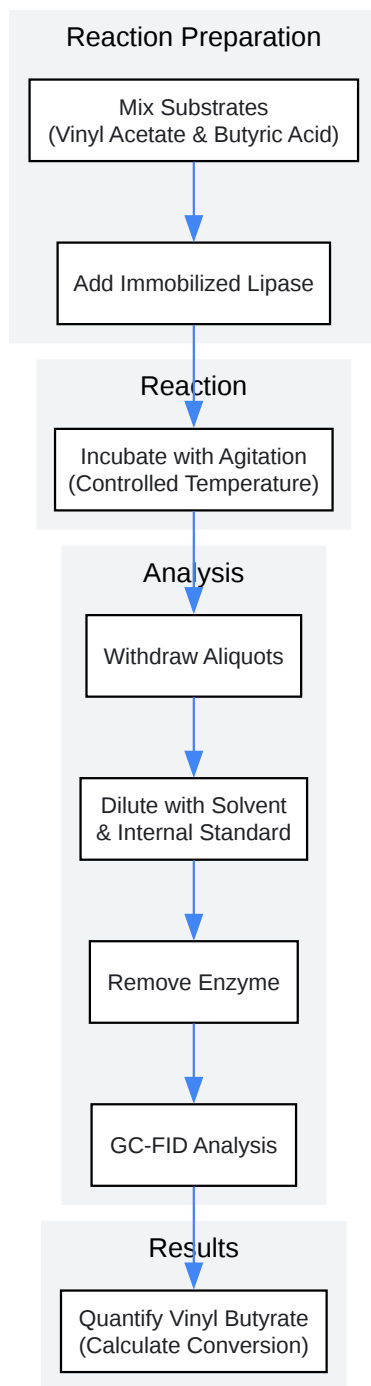 Reaction Preparation
Mix Substrates
(Vinyl Acetate & Butyric Acid)
Add Immobilized Lipase
Reaction
Incubate with Agitation
(Controlled Temperature)
Analysis
Withdraw Aliquots
Dilute with Solvent
& Internal Standard
Remove Enzyme
GC-FID Analysis
Results
Quantify Vinyl Butyrate
(Calculate Conversion)